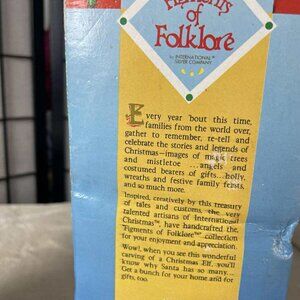 Figments
of
Folklore
by INTERNATIONAL®
SILVER COMPANY
Every year 'bout this time,
families from the world over,
gather to remember, re-tell and
celebrate the stories and legends of
Christmas—images of trees
and mistletoe ... angels and
costumed bearers of gifts...holly,
wreaths and festive family feasts,
and so much more.
Inspired, creatively by this treasury
of tales and customs, the very
talented artisans of International
Christmas™, have handcrafted the
"Figments of Folklore™" collection
for your enjoyment and appreciation.
Wow!, when you see this wonderful
carving of a Christmas Elf, you'll
know why Santa has so many...
Get a bunch for your home and for
gifts, too.